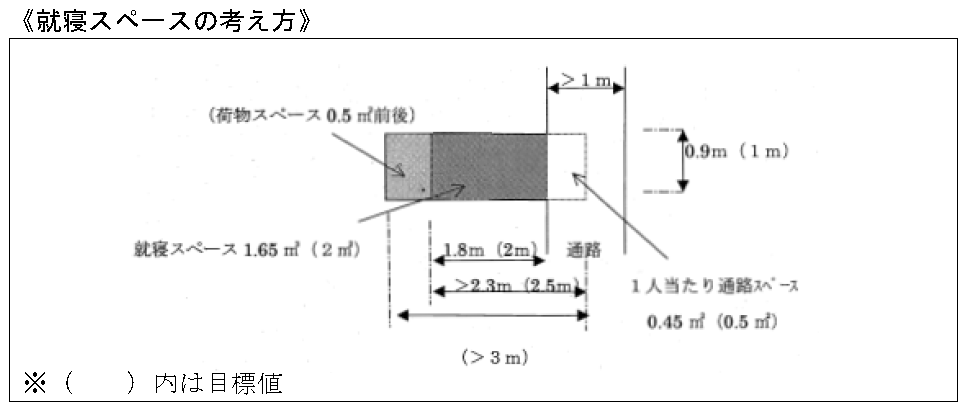 《就寝スペースの考え方》
＞1ｍ
（荷物スペース 0.5 ㎡前後）
0.9m（1ｍ）
就寝スペース 1.65 ㎡（2 ㎡）
1.8m（2m）
通路
＞2.3m（2.5m）
1 人当たり通路ｽﾍﾟｰｽ
0.45 ㎡（0.5 ㎡）
（＞3ｍ）
※（　　）内は目標値